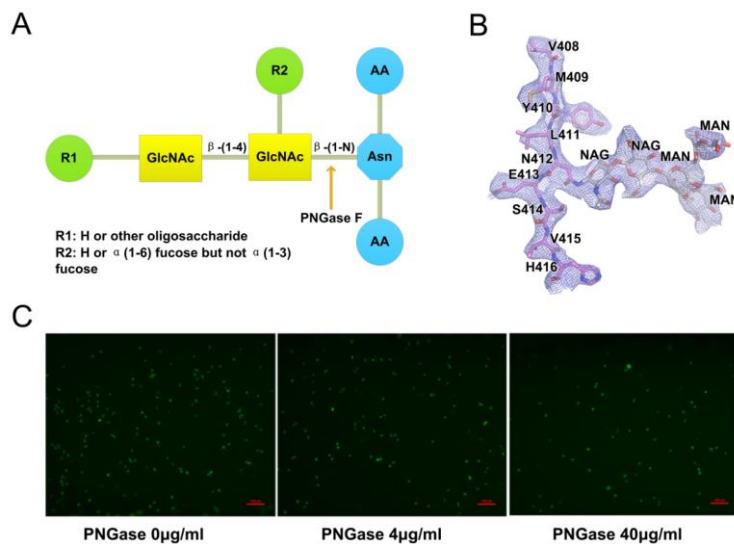 A
B
R2
AA
R1
GlcNAc
β-(1-4)
GlcNAc
β-(1-N)
Asn
PNGase F
AA
R1: H or other oligosaccharide
R2: H or α (1-6) fucose but not α (1-3)
fucose
V408
M409
Y410
L411
N412
E413
S414
V415
H416
NAG
NAG
MAN
MAN
MAN
C
PNGase 0μg/ml
PNGase 4μg/ml
PNGase 40μg/ml